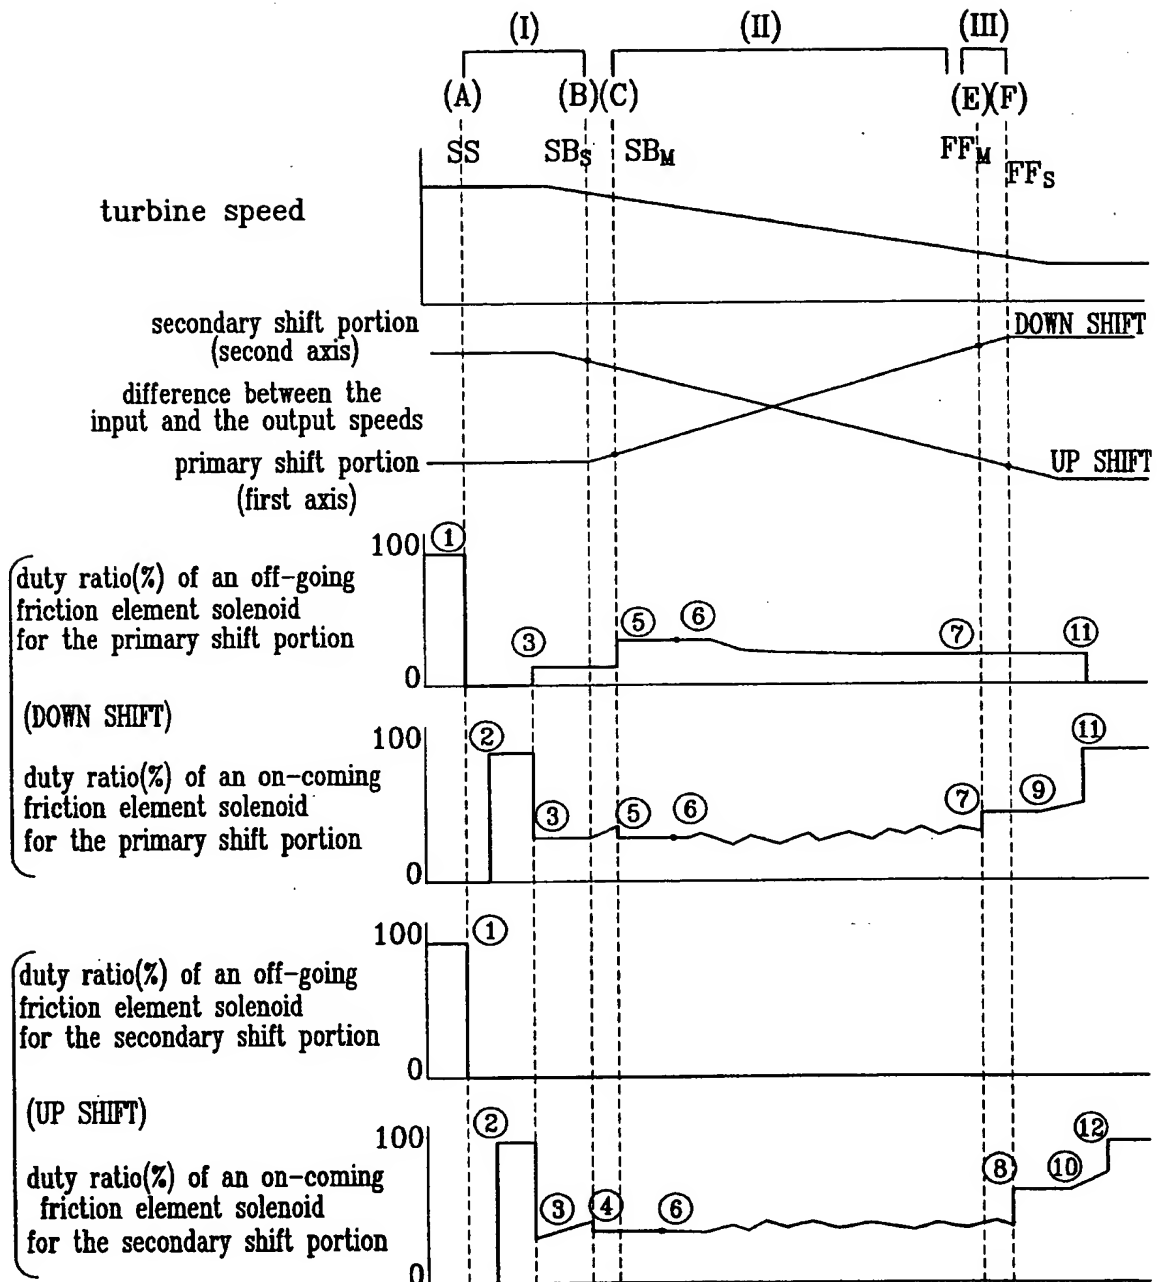 (I) (II) (III)
(A) (B) (C) (E) (F)
SS SBS SBM FFM FFS
turbine speed
secondary shift portion
(second axis)
DOWN SHIFT
difference between the
input and the output speeds
primary shift portion
(first axis)
UP SHIFT
100 ①
duty ratio(%) of an off-going
friction element solenoid
for the primary shift portion
③ ⑤ ⑥ ⑦ ⑪
0
(DOWN SHIFT)
100 ② ⑪
duty ratio(%) of an on-coming
friction element solenoid
for the primary shift portion
③ ⑤ ⑥ ⑦ ⑨
0
100 ①
duty ratio(%) of an off-going
friction element solenoid
for the secondary shift portion
0
(UP SHIFT)
100 ② ⑫
duty ratio(%) of an on-coming
friction element solenoid
for the secondary shift portion
③ ④ ⑥ ⑧ ⑩
0